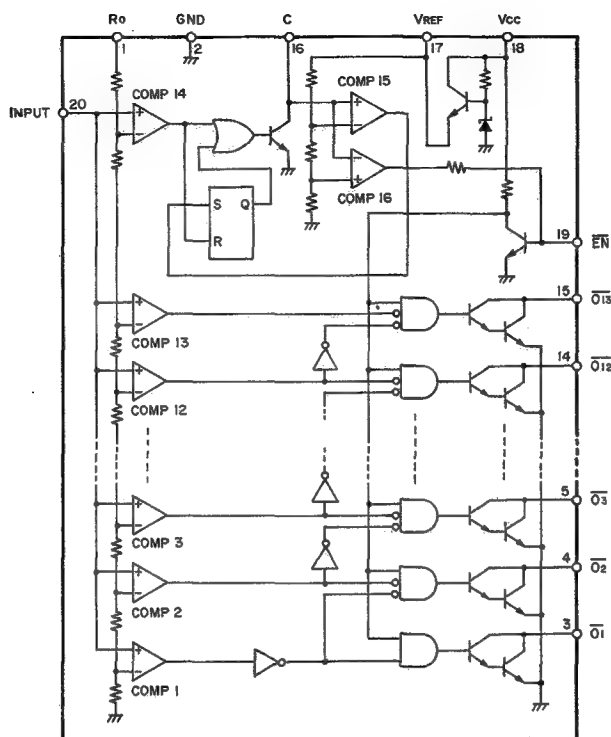 Ro GND C VREF VCC
1 2 16 17 18
COMP 14
COMP 15
INPUT 20
COMP 16
S Q
R
19 EN
15 O13
COMP 13
14 O12
COMP 12
5 O3
COMP 3
4 O2
COMP 2
3 O1
COMP 1